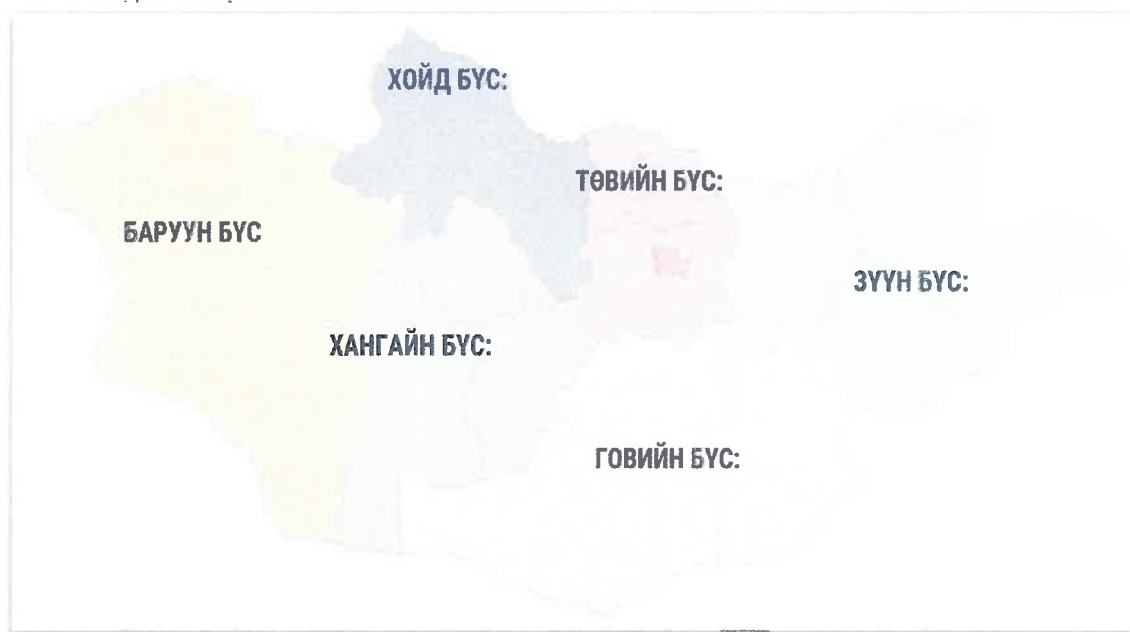 ХОЙД БҮС:
ТӨВИЙН БҮС:
БАРУУН БҮС
ЗҮҮН БҮС:
ХАНГАЙН БҮС:
ГОВИЙН БҮС: